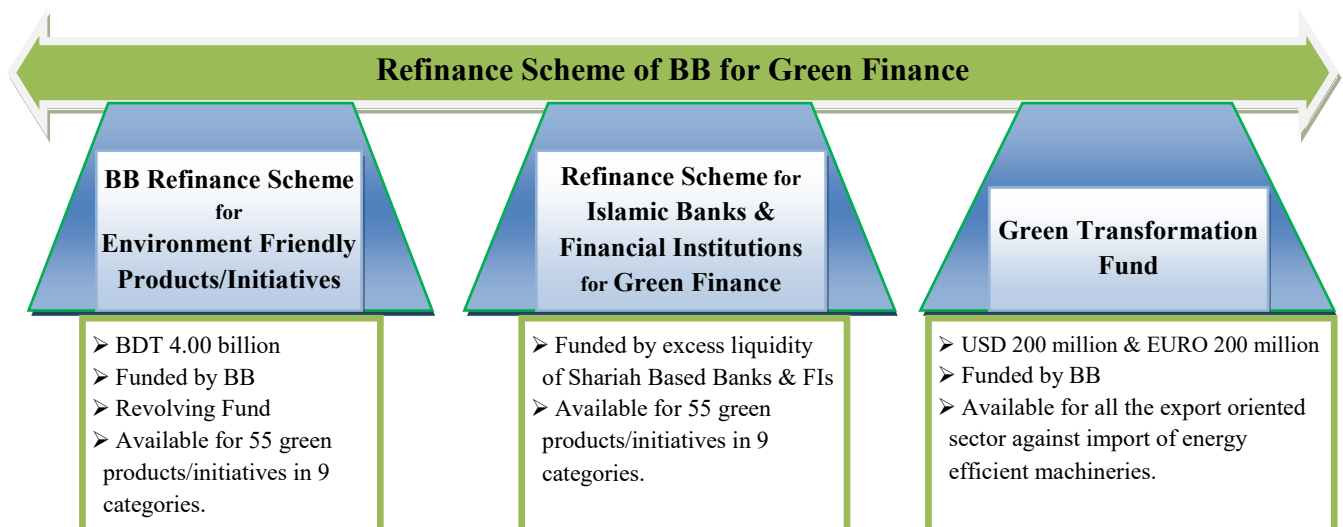 Refinance Scheme of BB for Green Finance
BB Refinance Scheme
for
Environment Friendly
Products/Initiatives
➢ BDT 4.00 billion
➢ Funded by BB
➢ Revolving Fund
➢ Available for 55 green
products/initiatives in 9
categories.
Refinance Scheme for
Islamic Banks &
Financial Institutions
for Green Finance
➢ Funded by excess liquidity
of Shariah Based Banks & FIs
➢ Available for 55 green
products/initiatives in 9
categories.
Green Transformation
Fund
➢ USD 200 million & EURO 200 million
➢ Funded by BB
➢ Available for all the export oriented
sector against import of energy
efficient machineries.